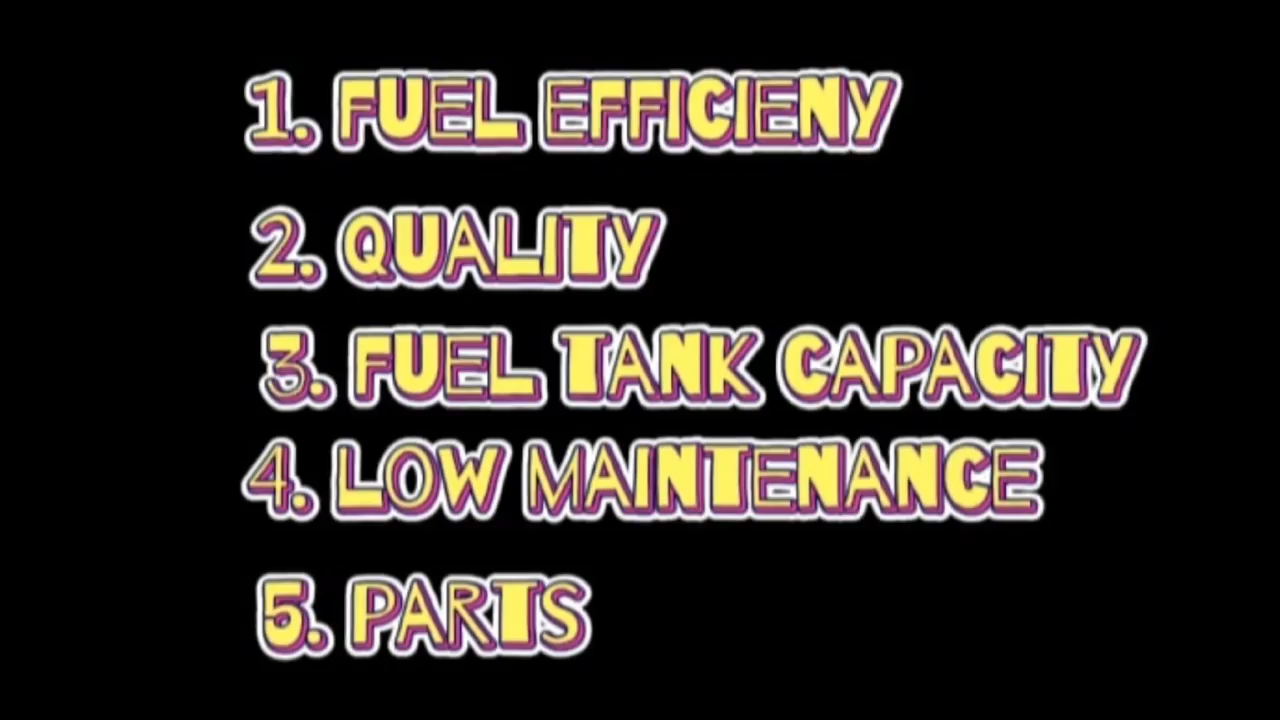 1. FUEL EFFICIENY
2. QUALITY
3. FUEL TANK CAPACITY
4. LOW MAINTENANCE
5. PARTS